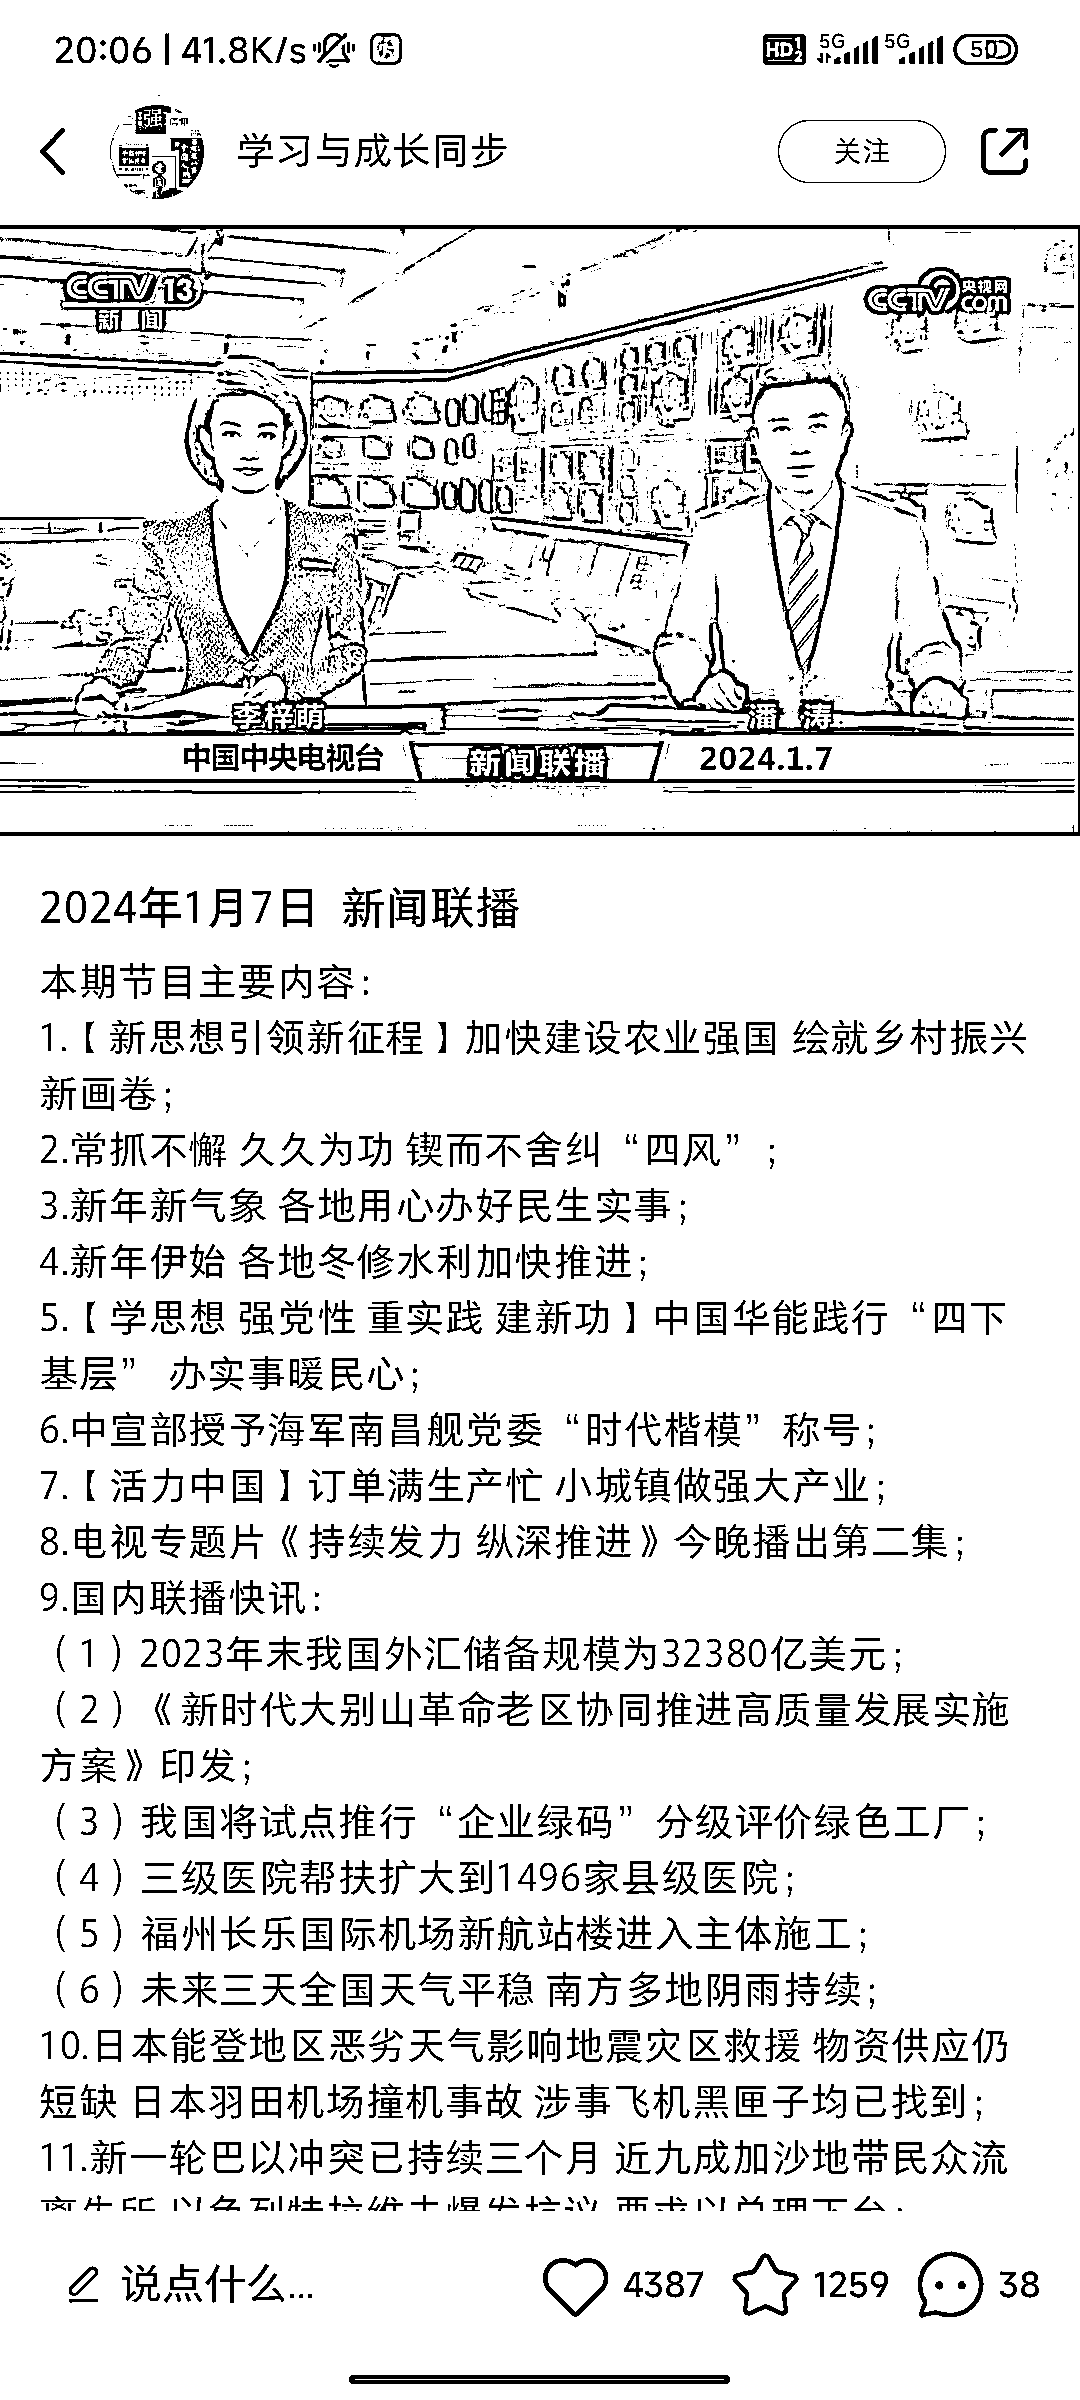 20:06 | 41.8K/s
HD 5G 5G 50
学习与成长同步
关注
CCTV 13
新闻
央视网
CCTV com
李梓萌
潘 涛
中国中央电视台
新闻联播
2024.1.7
2024年1月7日 新闻联播
本期节目主要内容：
1.【新思想引领新征程】加快建设农业强国 绘就乡村振兴
新画卷；
2.常抓不懈 久久为功 锲而不舍纠“四风”；
3.新年新气象 各地用心办好民生实事；
4.新年伊始 各地冬修水利加快推进；
5.【学思想 强党性 重实践 建新功】中国华能践行“四下
基层” 办实事暖民心；
6.中宣部授予海军南昌舰党委“时代楷模”称号；
7.【活力中国】订单满生产忙 小城镇做强大产业；
8.电视专题片《持续发力 纵深推进》今晚播出第二集；
9.国内联播快讯：
（1）2023年末我国外汇储备规模为32380亿美元；
（2）《新时代大别山革命老区协同推进高质量发展实施
方案》印发；
（3）我国将试点推行“企业绿码”分级评价绿色工厂；
（4）三级医院帮扶扩大到1496家县级医院；
（5）福州长乐国际机场新航站楼进入主体施工；
（6）未来三天全国天气平稳 南方多地阴雨持续；
10.日本能登地区恶劣天气影响地震灾区救援 物资供应仍
短缺 日本羽田机场撞机事故 涉事飞机黑匣子均已找到；
11.新一轮巴以冲突已持续三个月 近九成加沙地带民众流
离失所 以色列特拉维夫爆发抗议 要求以总理下台；
说点什么...
4387
1259
38